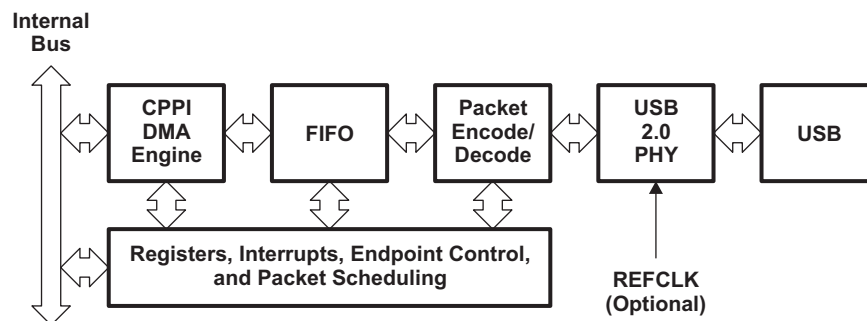 Internal
Bus
CPPI
DMA
Engine
FIFO
Packet
Encode/
Decode
USB
2.0
PHY
USB
Registers, Interrupts, Endpoint Control,
and Packet Scheduling
REFCLK
(Optional)